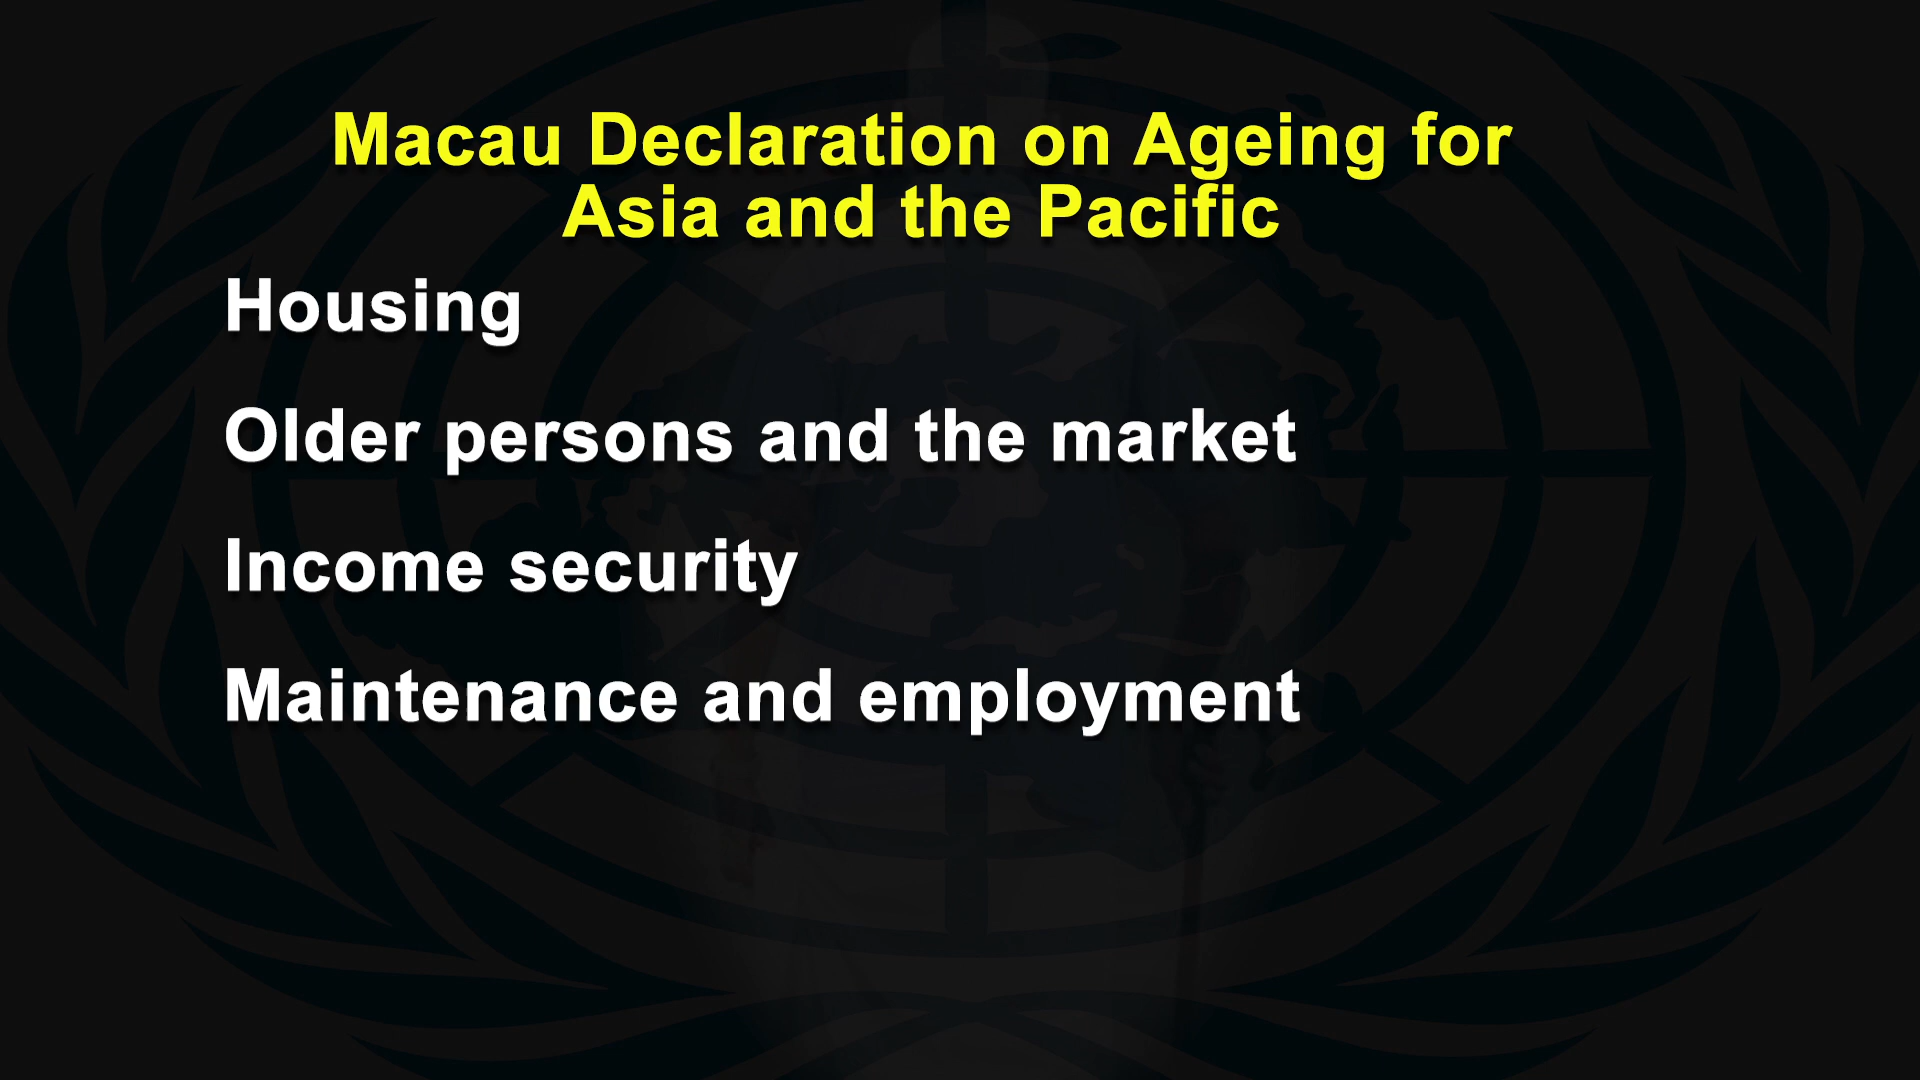 Macau Declaration on Ageing for
Asia and the Pacific
Housing
Older persons and the market
Income security
Maintenance and employment